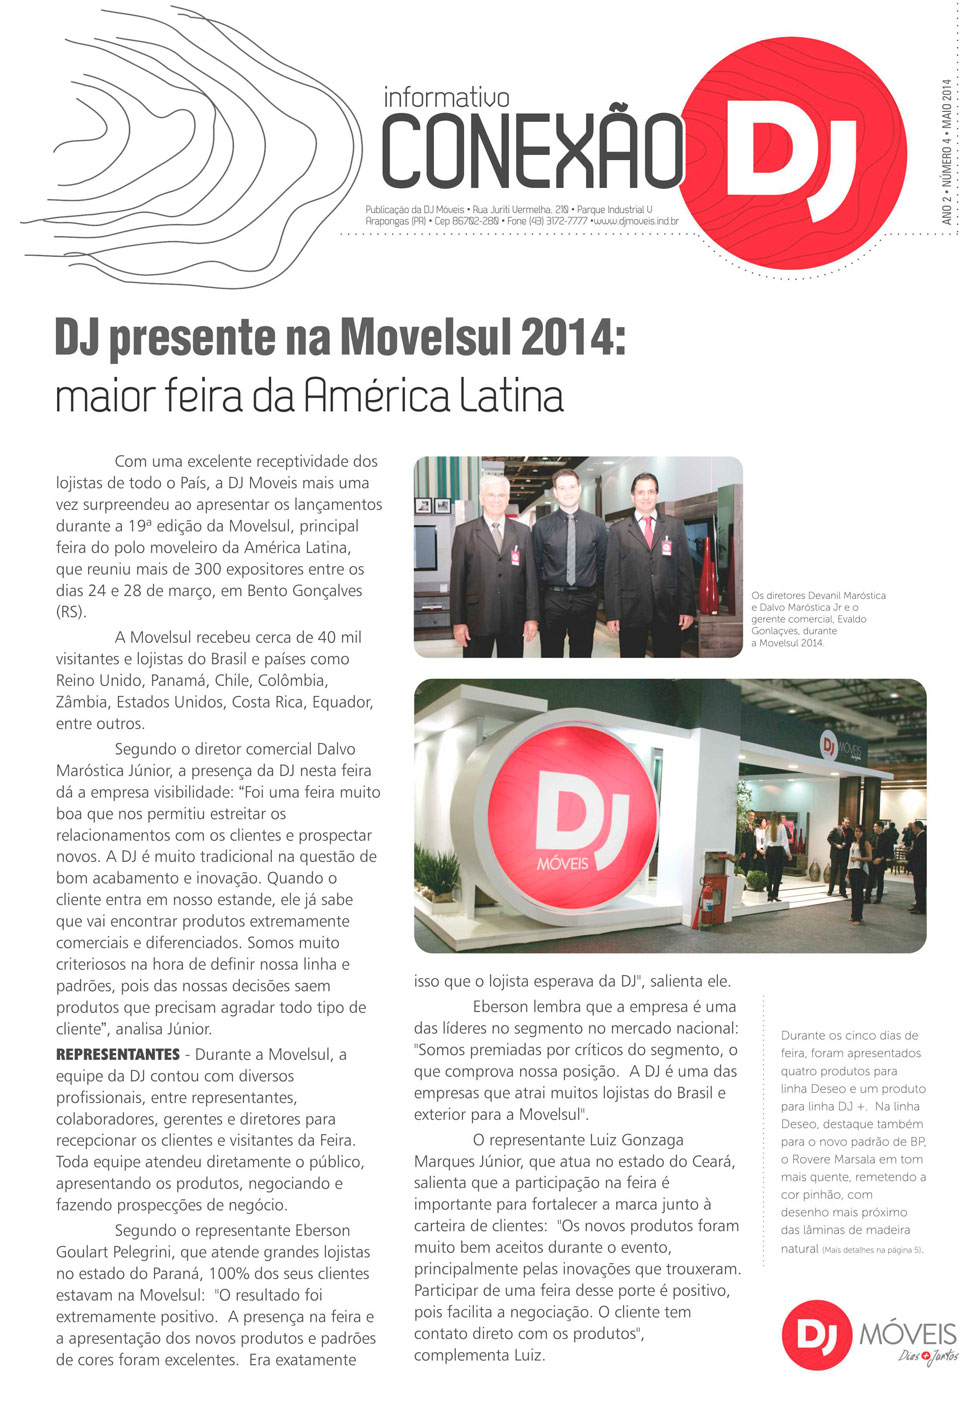 informativo
CONEXÃO
DJ
Publicação da DJ Móveis • Rua Juriti Vermelha, 210 • Parque Industrial V
Arapongas (PR) • Cep 86702-280 • Fone (43) 3172-7777 •www.djmoveis.ind.br
ANO 2 • NÚMERO 4 • MAIO 2014
DJ presente na Movelsul 2014:
maior feira da América Latina
Com uma excelente receptividade dos
lojistas de todo o País, a DJ Moveis mais uma
vez surpreendeu ao apresentar os lançamentos
durante a 19ª edição da Movelsul, principal
feira do polo moveleiro da América Latina,
que reuniu mais de 300 expositores entre os
dias 24 e 28 de março, em Bento Gonçalves
(RS).
A Movelsul recebeu cerca de 40 mil
visitantes e lojistas do Brasil e países como
Reino Unido, Panamá, Chile, Colômbia,
Zâmbia, Estados Unidos, Costa Rica, Equador,
entre outros.
Segundo o diretor comercial Dalvo
Maróstica Júnior, a presença da DJ nesta feira
dá a empresa visibilidade: “Foi uma feira muito
boa que nos permitiu estreitar os
relacionamentos com os clientes e prospectar
novos. A DJ é muito tradicional na questão de
bom acabamento e inovação. Quando o
cliente entra em nosso estande, ele já sabe
que vai encontrar produtos extremamente
comerciais e diferenciados. Somos muito
criteriosos na hora de definir nossa linha e
padrões, pois das nossas decisões saem
produtos que precisam agradar todo tipo de
cliente”, analisa Júnior.
REPRESENTANTES - Durante a Movelsul, a
equipe da DJ contou com diversos
profissionais, entre representantes,
colaboradores, gerentes e diretores para
recepcionar os clientes e visitantes da Feira.
Toda equipe atendeu diretamente o público,
apresentando os produtos, negociando e
fazendo prospecções de negócio.
Segundo o representante Eberson
Goulart Pelegrini, que atende grandes lojistas
no estado do Paraná, 100% dos seus clientes
estavam na Movelsul: "O resultado foi
extremamente positivo. A presença na feira e
a apresentação dos novos produtos e padrões
de cores foram excelentes. Era exatamente
Os diretores Devanil Maróstica
e Dalvo Maróstica Jr e o
gerente comercial, Evaldo
Gonlaçves, durante
a Movelsul 2014.
DJ
MÓVEIS
DJ MÓVEIS
isso que o lojista esperava da DJ", salienta ele.
Eberson lembra que a empresa é uma
das líderes no segmento no mercado nacional:
"Somos premiadas por críticos do segmento, o
que comprova nossa posição. A DJ é uma das
empresas que atrai muitos lojistas do Brasil e
exterior para a Movelsul".
O representante Luiz Gonzaga
Marques Júnior, que atua no estado do Ceará,
salienta que a participação na feira é
importante para fortalecer a marca junto à
carteira de clientes: "Os novos produtos foram
muito bem aceitos durante o evento,
principalmente pelas inovações que trouxeram.
Participar de uma feira desse porte é positivo,
pois facilita a negociação. O cliente tem
contato direto com os produtos",
complementa Luiz.
Durante os cinco dias de
feira, foram apresentados
quatro produtos para
linha Deseo e um produto
para linha DJ +. Na linha
Deseo, destaque também
para o novo padrão de BP,
o Rovere Marsala em tom
mais quente, remetendo a
cor pinhão, com
desenho mais próximo
das lâminas de madeira
natural (Mais detalhes na página 5).
DJ MÓVEIS
Dias + Juntos